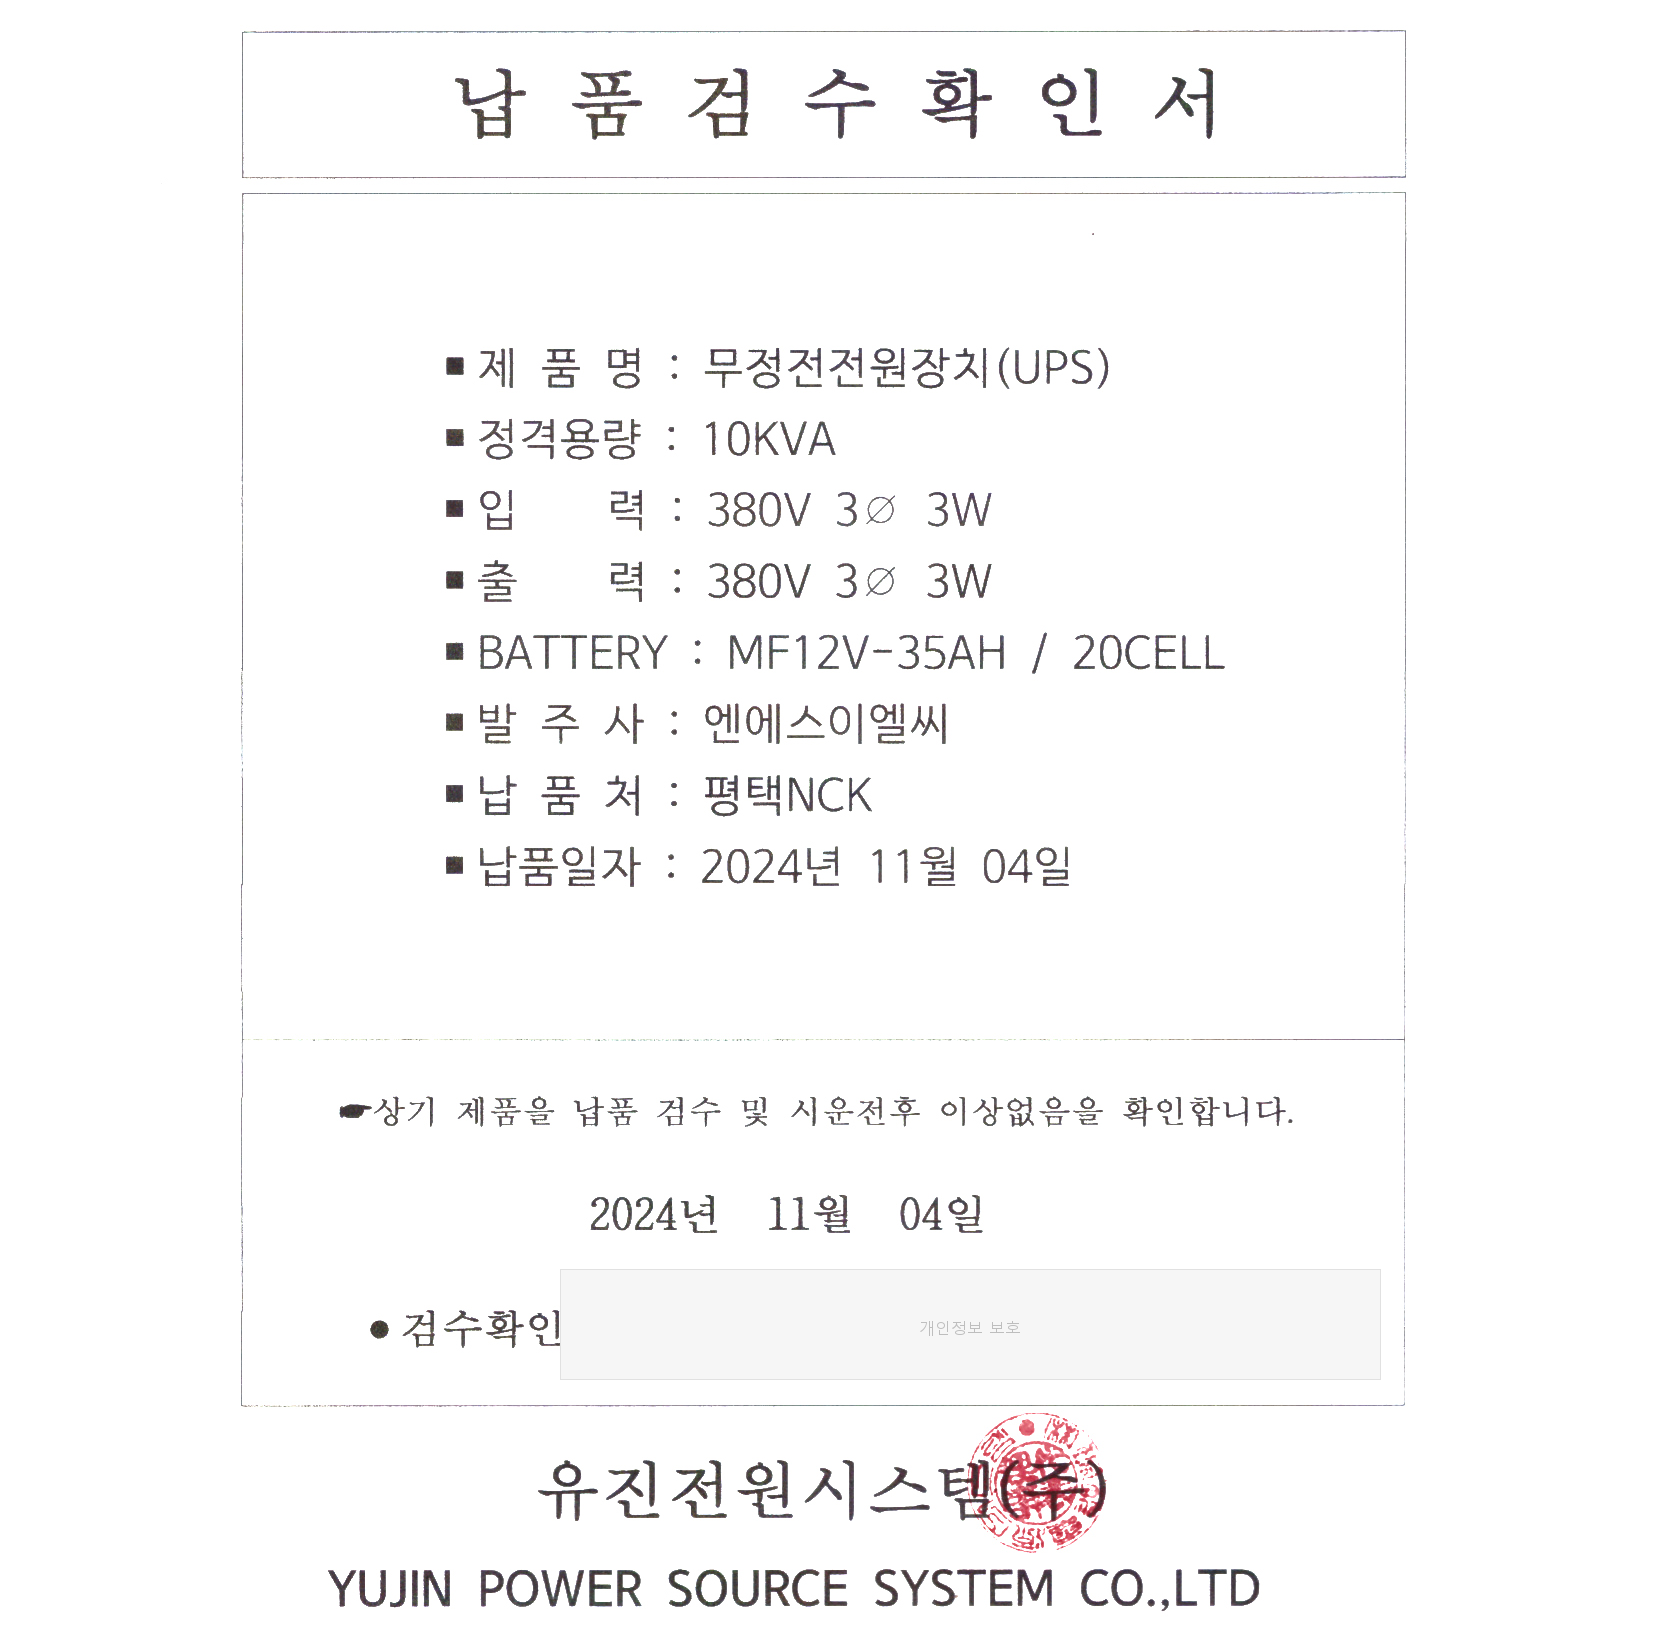 납 품 검 수 확 인 서
■ 제 품 명 : 무정전전원장치(UPS)
■ 정격용량 : 10KVA
■ 입 력 : 380V 3∅ 3W
■ 출 력 : 380V 3∅ 3W
■ BATTERY : MF12V-35AH / 20CELL
■ 발 주 사 : 엔에스이엘씨
■ 납 품 처 : 평택NCK
■ 납품일자 : 2024년 11월 04일
☛상기 제품을 납품 검수 및 시운전후 이상없음을 확인합니다.
2024년 11월 04일
● 검수확인
개인정보 보호
유진전원시스템(주)
YUJIN POWER SOURCE SYSTEM CO.,LTD